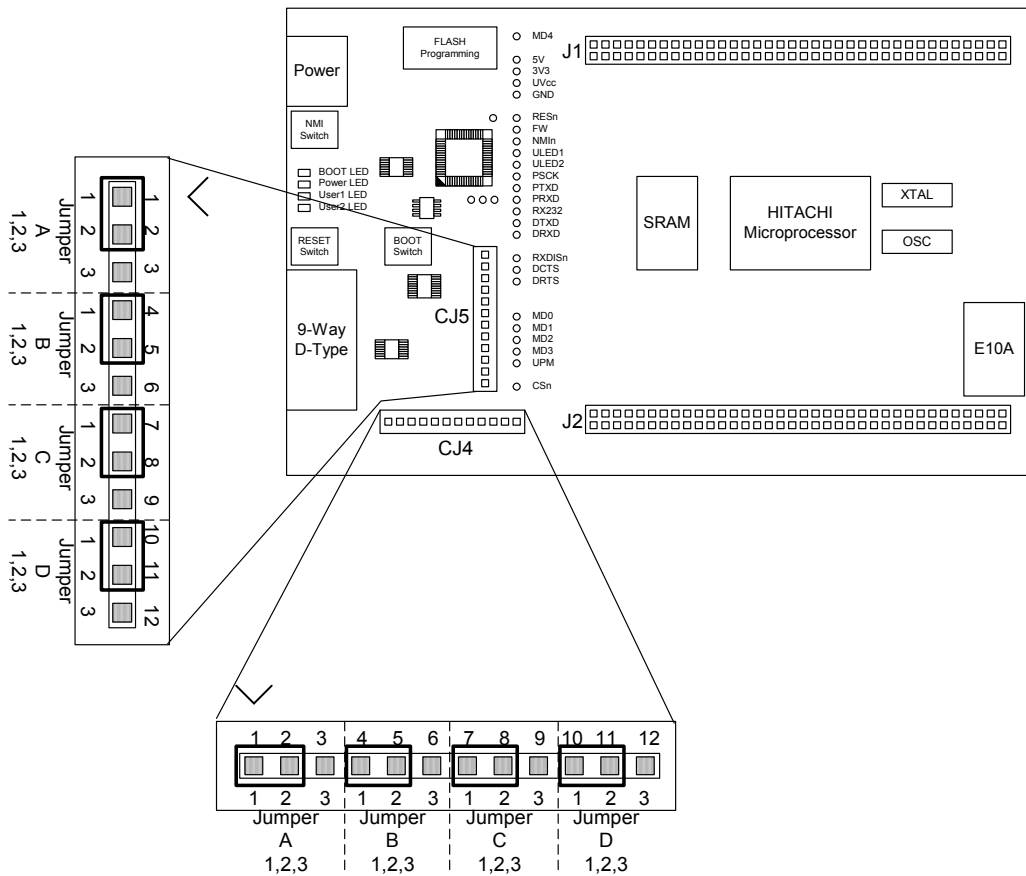 FLASH
Programming
MD4
J1
Power
5V
3V3
UVcc
GND
NMI
Switch
RESn
FW
NMIn
ULED1
ULED2
PSCK
PTXD
PRXD
RX232
DTXD
DRXD
BOOT LED
Power LED
User1 LED
User2 LED
SRAM
HITACHI
Microprocessor
XTAL
OSC
RESET
Switch
BOOT
Switch
RXDISn
DCTS
DRTS
CJ5
9-Way
D-Type
MD0
MD1
MD2
MD3
UPM
CSn
E10A
J2
CJ4
1 2 3
1 2 3
Jumper
A
1,2,3
4 5 6
1 2 3
Jumper
B
1,2,3
7 8 9
1 2 3
Jumper
C
1,2,3
10 11 12
1 2 3
Jumper
D
1,2,3
1 2 3 4 5 6 7 8 9 10 11 12
1 2 3 1 2 3 1 2 3 1 2 3
Jumper Jumper Jumper Jumper
A B C D
1,2,3 1,2,3 1,2,3 1,2,3